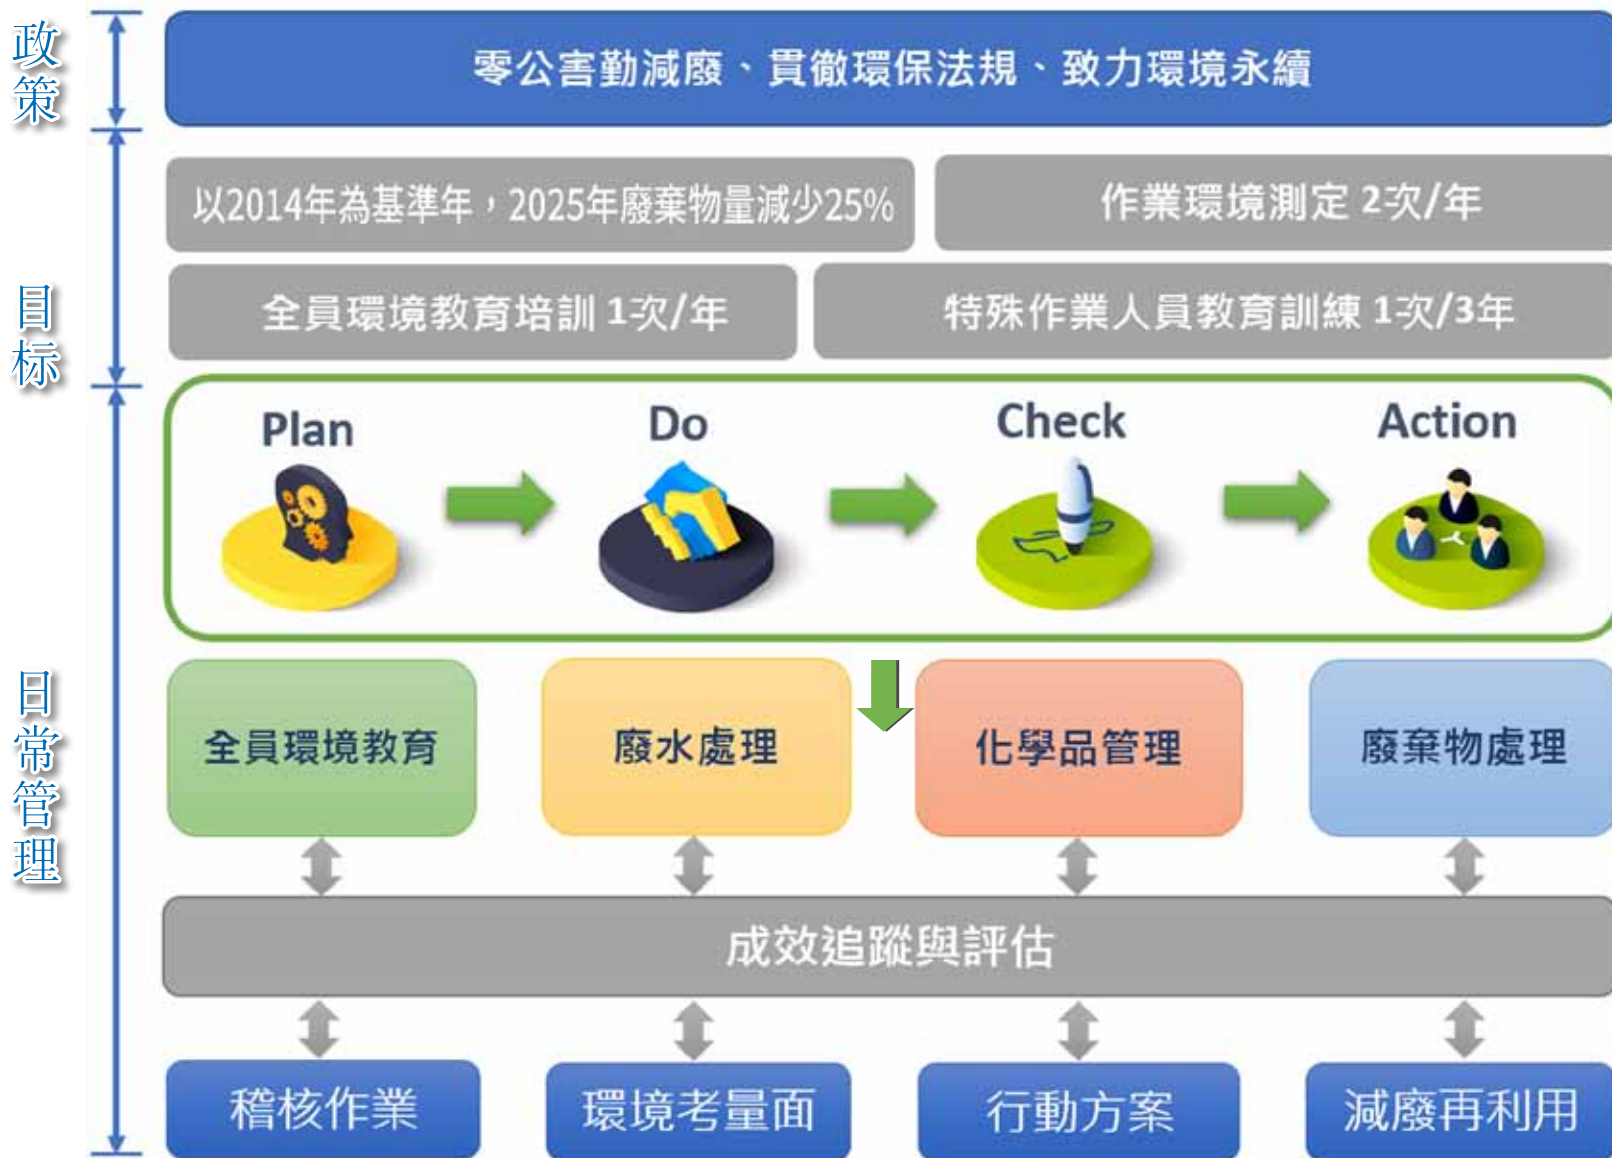 政策
零公害勤減廢、貫徹環保法規、致力環境永續
目标
以2014年為基準年，2025年廢棄物量減少25%
作業環境測定 2次/年
全員環境教育培訓 1次/年
特殊作業人員教育訓練 1次/3年
日常管理
Plan
Do
Check
Action
全員環境教育
廢水處理
化學品管理
廢棄物處理
成效追蹤與評估
稽核作業
環境考量面
行動方案
減廢再利用